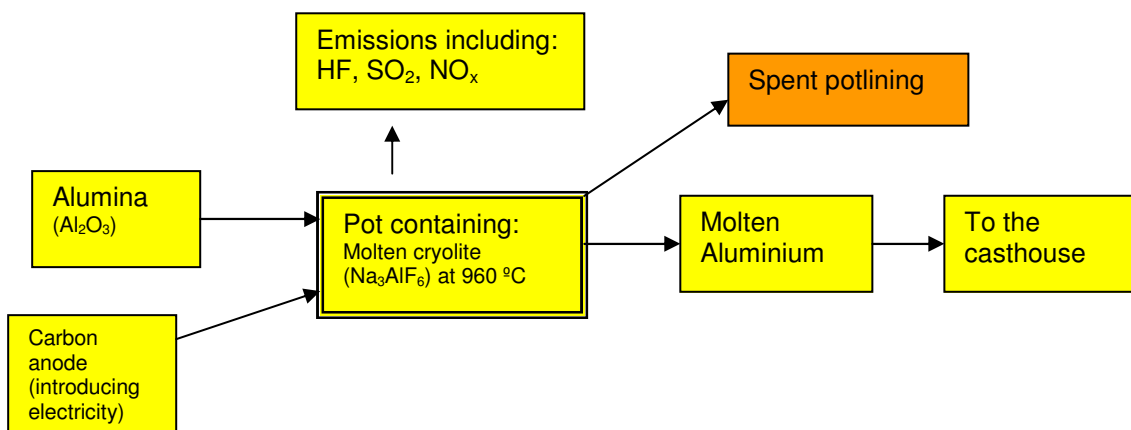 Emissions including:
HF, SO₂, NOₓ
Spent potlining
Alumina
(Al₂O₃)
Pot containing:
Molten cryolite
(Na₃AlF₆) at 960 ºC
Molten
Aluminium
To the
casthouse
Carbon
anode
(introducing
electricity)